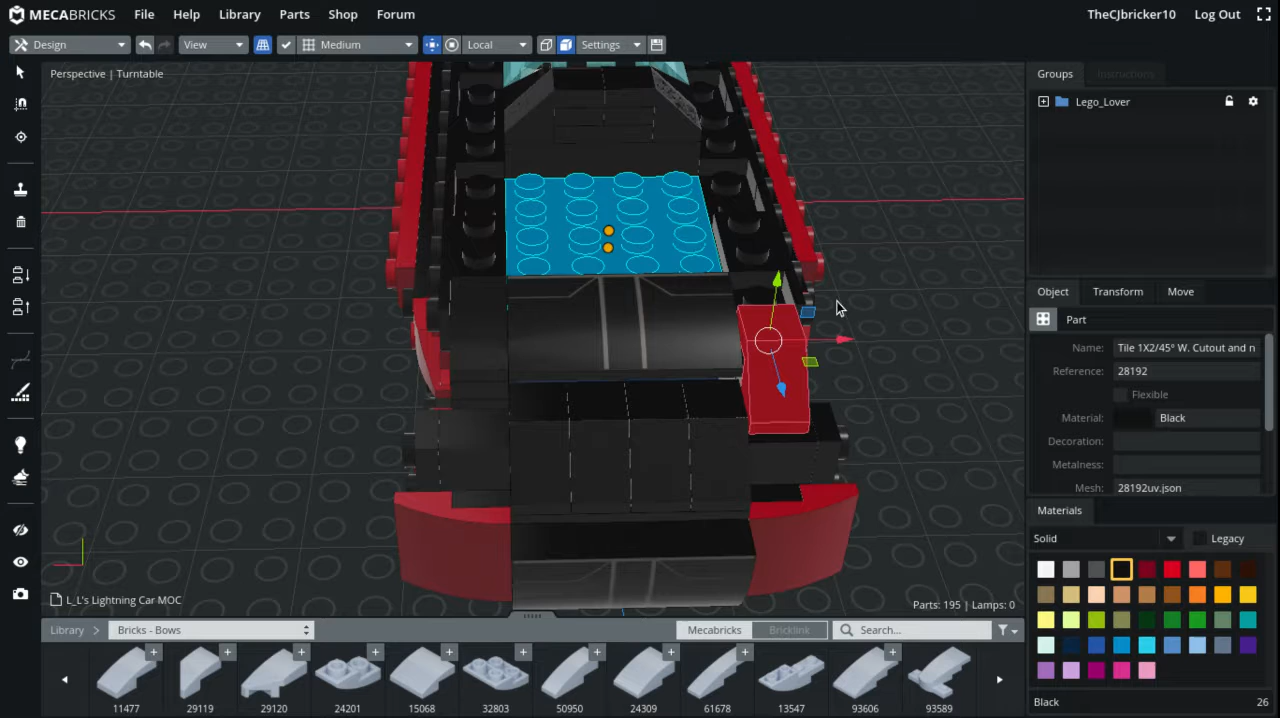 MECABRICKS File Help Library Parts Shop Forum TheCJbricker10 Log Out
Design View Medium Local Settings
Perspective | Turntable
Groups Instructions
Lego_Lover
Object Transform Move
Part
Name: Tile 1X2/45° W. Cutout and n
Reference: 28192
Flexible
Material: Black
Decoration:
Metalness:
Mesh: 28192uv.json
Materials
Solid Legacy
L_L's Lightning Car MOC Parts: 195 | Lamps: 0
Library Bricks - Bows Mecabricks Bricklink Search...
11477 29119 29120 24201 15068 32803 50950 24309 61678 13547 93606 93589
Black 26